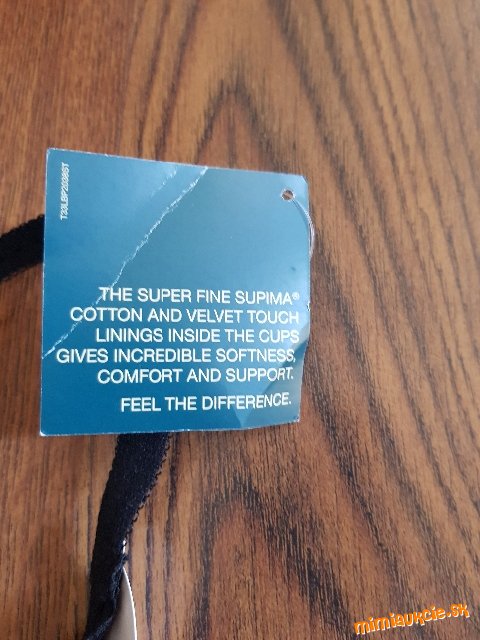 T33LBP2038ST
THE SUPER FINE SUPIMA®
COTTON AND VELVET TOUCH
LININGS INSIDE THE CUPS
GIVES INCREDIBLE SOFTNESS,
COMFORT AND SUPPORT.
FEEL THE DIFFERENCE.
mimiaukcie.sk